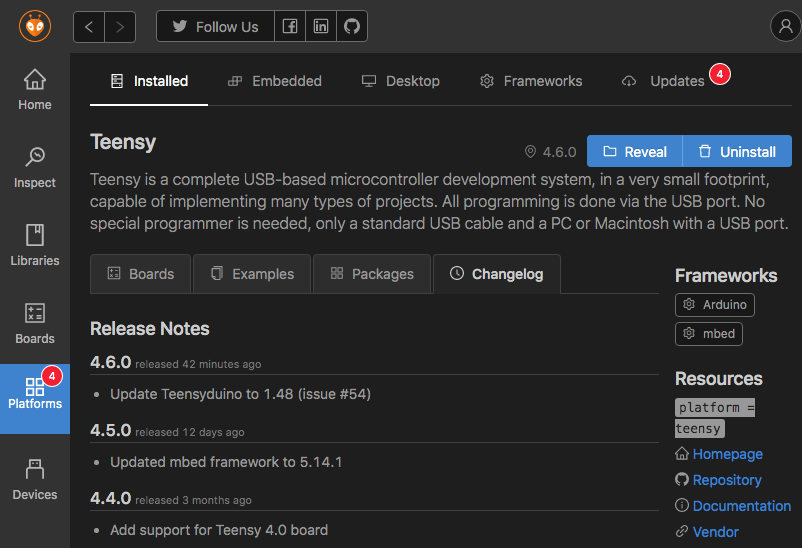 Follow Us
Home
Inspect
Libraries
Boards
4
Platforms
Devices
Installed
Embedded
Desktop
Frameworks
Updates
4
Teensy
4.6.0
Reveal
Uninstall
Teensy is a complete USB-based microcontroller development system, in a very small footprint,
capable of implementing many types of projects. All programming is done via the USB port. No
special programmer is needed, only a standard USB cable and a PC or Macintosh with a USB port.
Boards
Examples
Packages
Changelog
Release Notes
4.6.0 released 42 minutes ago
Update Teensyduino to 1.48 (issue #54)
4.5.0 released 12 days ago
Updated mbed framework to 5.14.1
4.4.0 released 3 months ago
Add support for Teensy 4.0 board
Frameworks
Arduino
mbed
Resources
platform =
teensy
Homepage
Repository
Documentation
Vendor